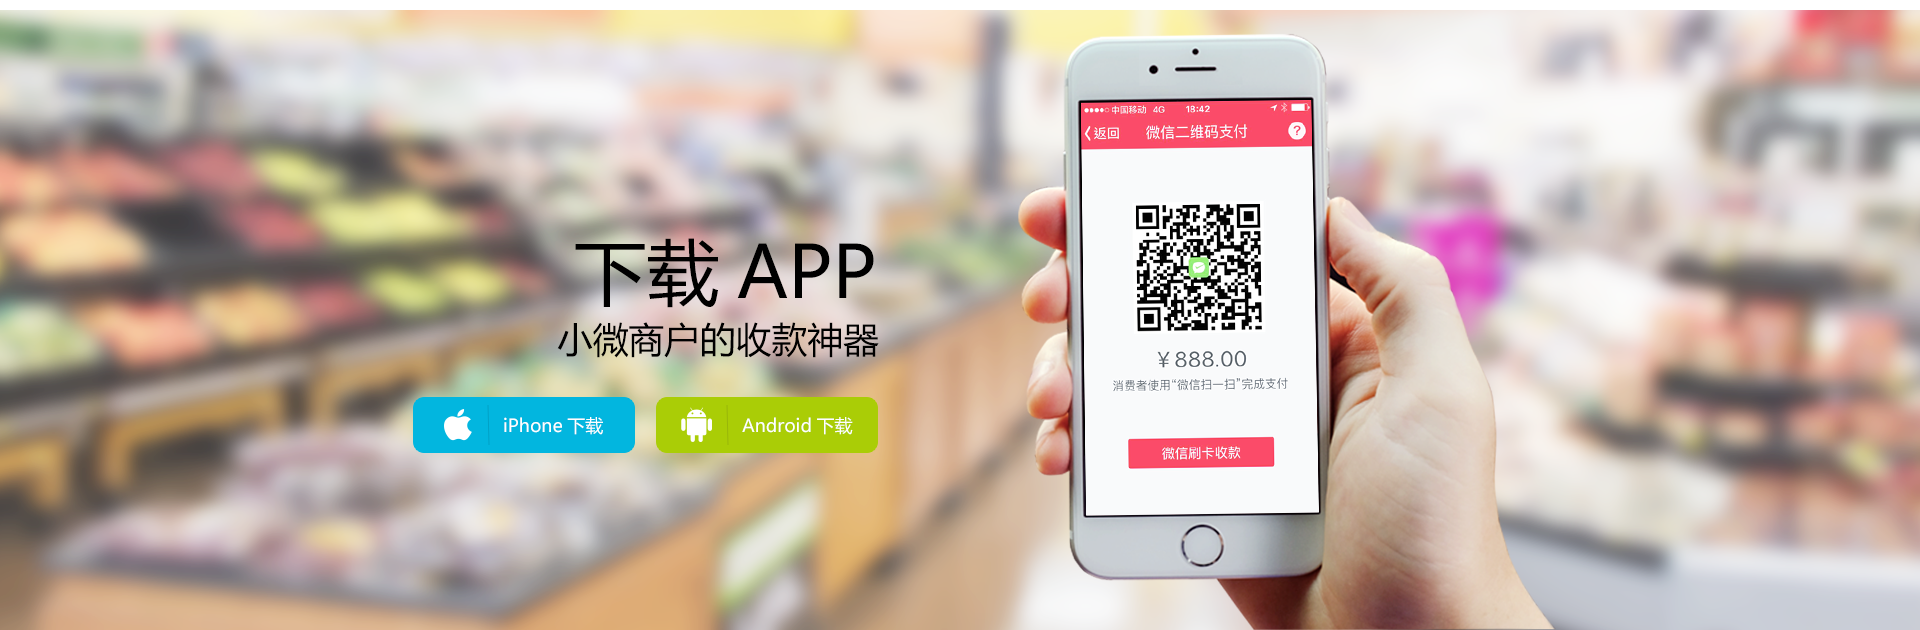 下载 APP
小微商户的收款神器
iPhone 下载
Android 下载
中国移动 4G 18:42
返回 微信二维码支付 ?
￥888.00
消费者使用“微信扫一扫”完成支付
微信刷卡收款